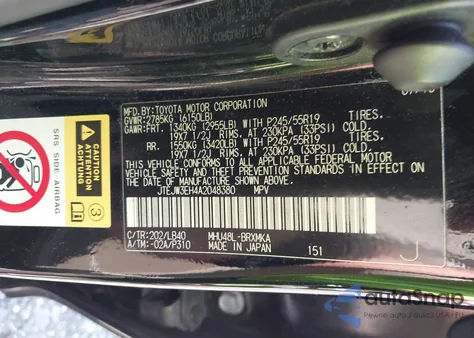 MFD.BY:TOYOTA MOTOR CORPORATION
GVWR:2785KG (6150LB)
GAWR:FRT. 1340KG (2955LB) WITH P245/55R19 TIRES,
19X7 1/2J RIMS, AT 230KPA (33PSI) COLD
RR. 1550KG (3420LB) WITH P245/55R19 TIRES,
19X7 1/2J RIMS, AT 230KPA (33PSI) COLD
THIS VEHICLE CONFORMS TO ALL APPLICABLE FEDERAL MOTOR
VEHICLE SAFETY AND THEFT PREVENTION STANDARDS IN EFFECT
ON THE DATE OF MANUFACTURE SHOWN ABOVE.
JTEJW3EH4A2048380 MPV
C/TR:202/LB40 MHU48L-BRXMKA
A/TM:-02A/P310 MADE IN JAPAN 151 J
SRS SIDE AIRBAG
CAUTION
ACHTUNG
ATTENTION
3
autoSnap